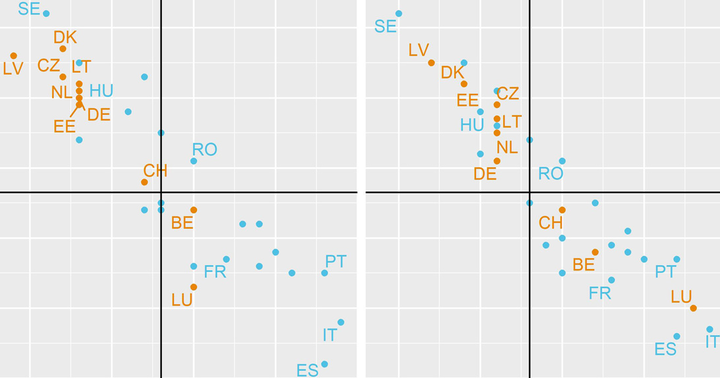 SE
DK
LV
CZ
LT
NL
HU
DE
EE
RO
CH
BE
FR
PT
LU
IT
ES
SE
LV
DK
EE
CZ
HU
LT
NL
DE
RO
CH
BE
PT
FR
LU
ES
IT